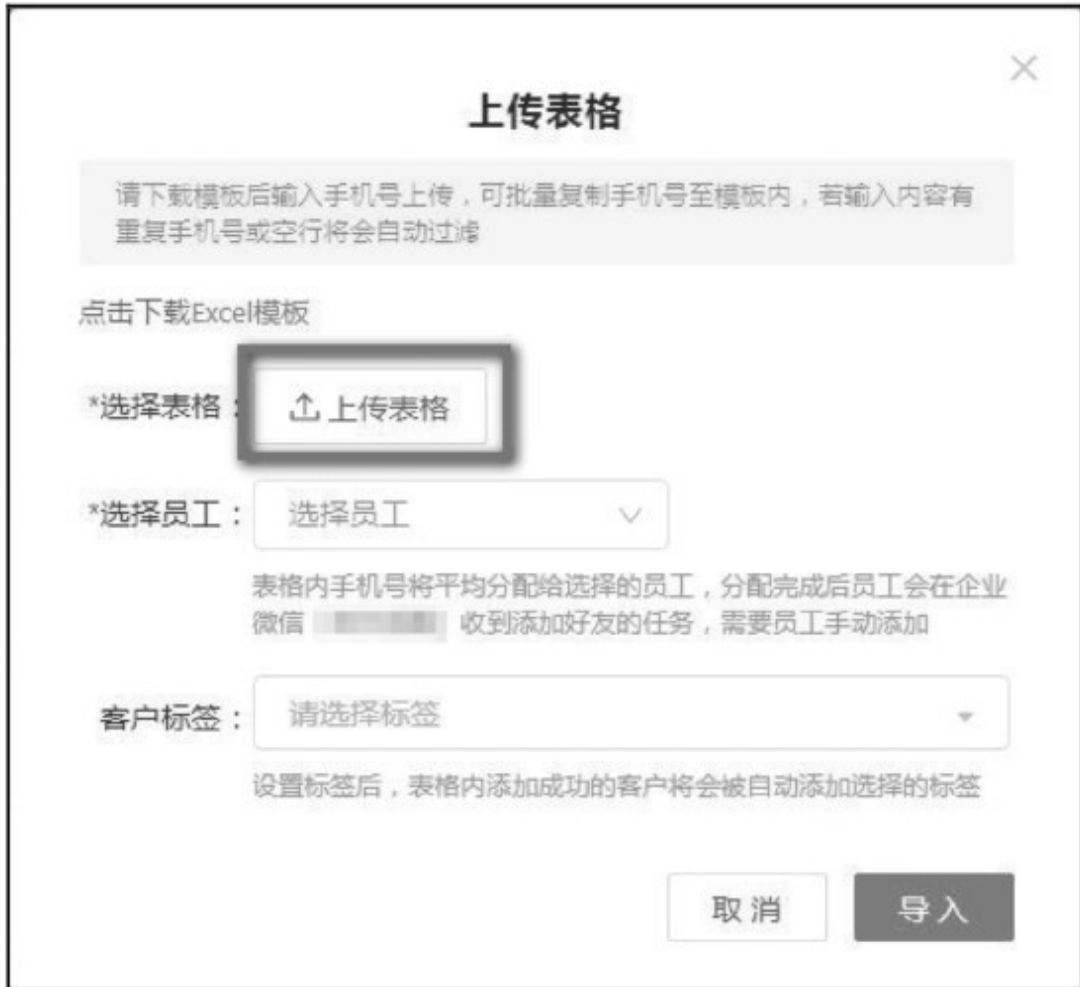 上传表格
请下载模板后输入手机号上传，可批量复制手机号至模板内，若输入内容有
重复手机号或空行将会自动过滤
点击下载Excel模板
*选择表格： 上传表格
*选择员工： 选择员工
表格内手机号将平均分配给选择的员工，分配完成后员工会在企业
微信 收到添加好友的任务，需要员工手动添加
客户标签： 请选择标签
设置标签后，表格内添加成功的客户将会被自动添加选择的标签
取消 导入